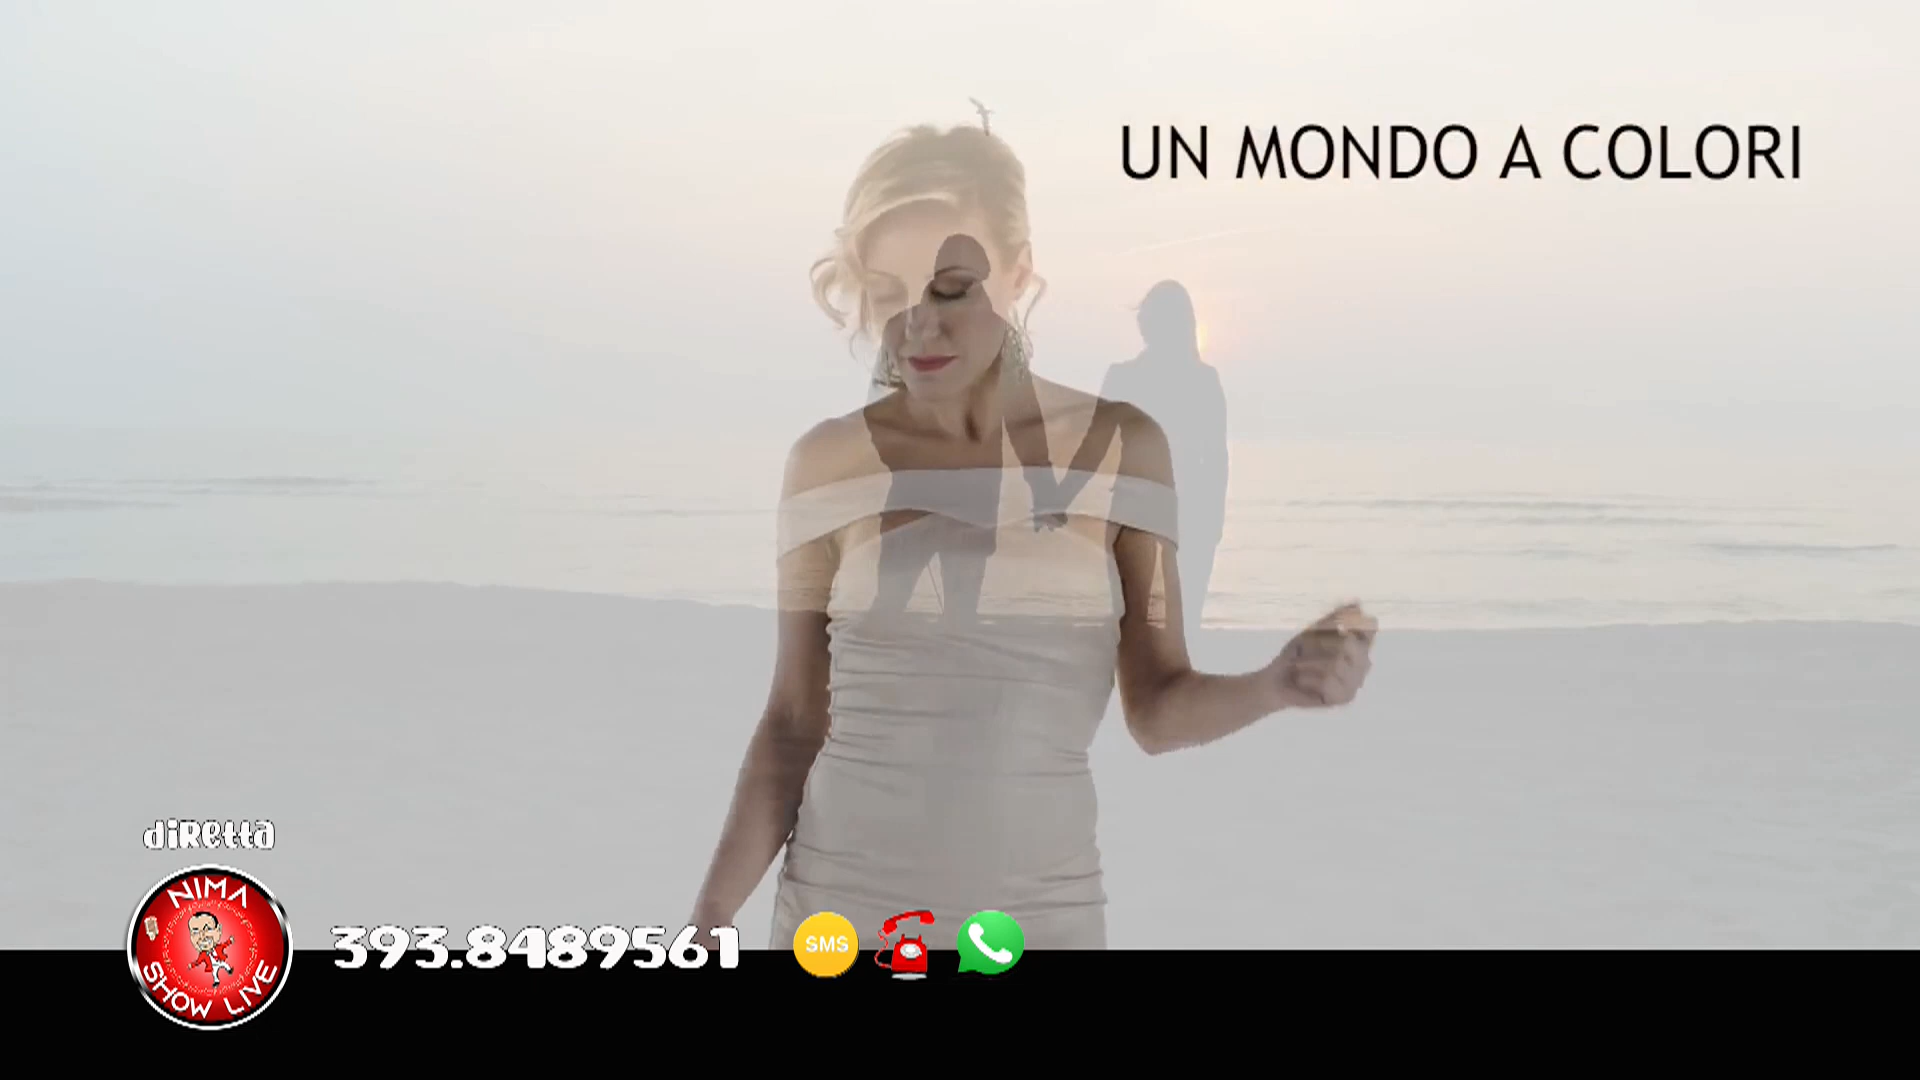 UN MONDO A COLORI
diRetta
NIMA
SHOW LIVE
393.8489561
SMS